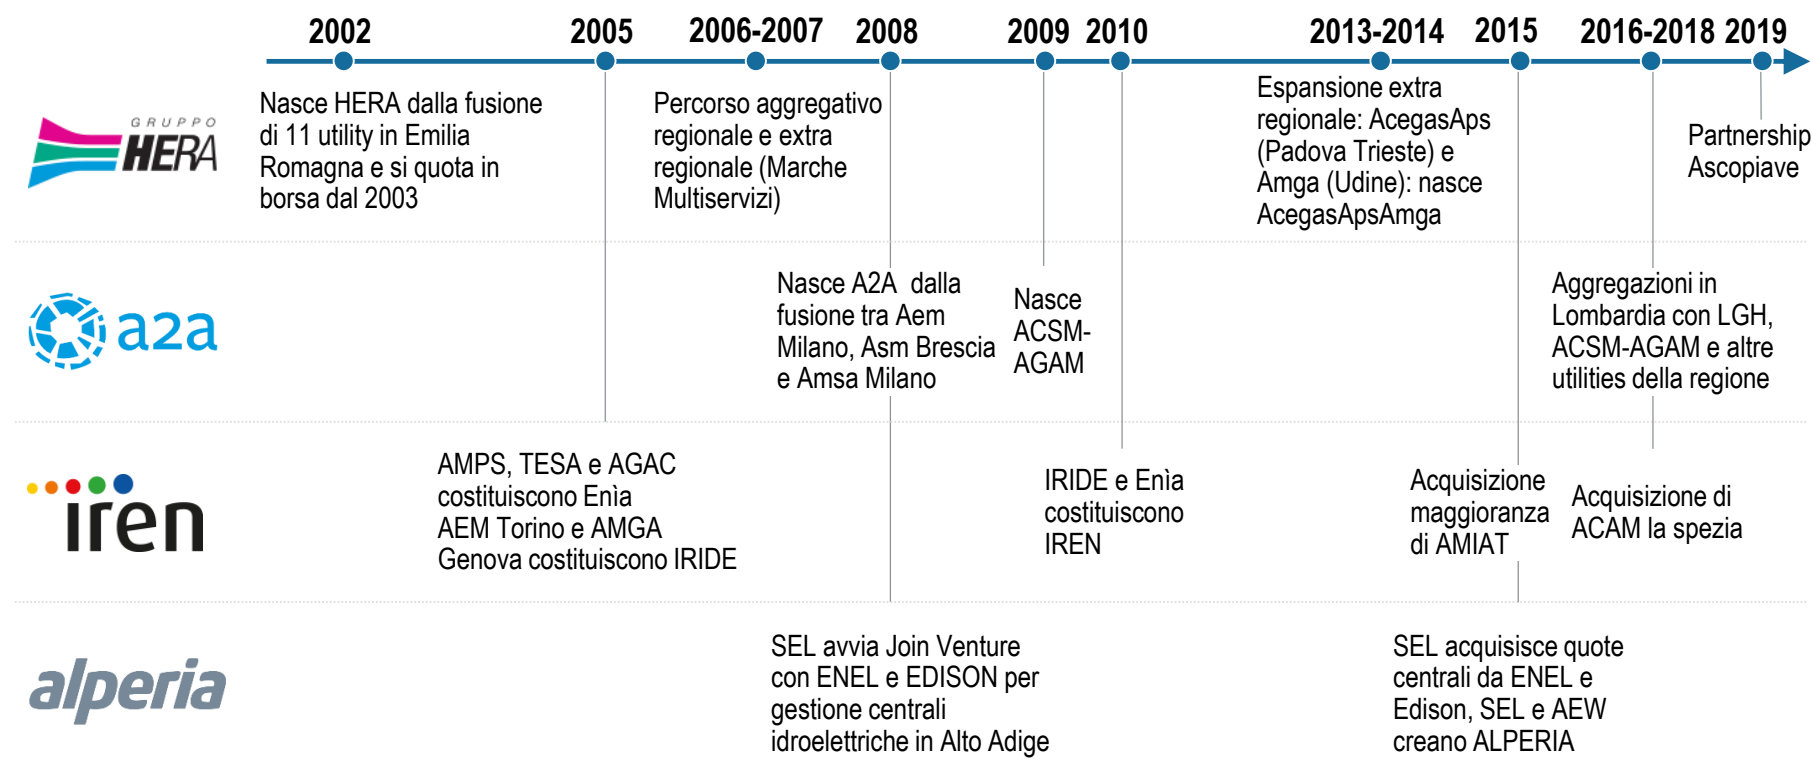 2002
2005
2006-2007
2008
2009
2010
2013-2014
2015
2016-2018
2019
GRUPPO
HERA
Nasce HERA dalla fusione
di 11 utility in Emilia
Romagna e si quota in
borsa dal 2003
Percorso aggregativo
regionale e extra
regionale (Marche
Multiservizi)
Espansione extra
regionale: AcegasAps
(Padova Trieste) e
Amga (Udine): nasce
AcegasApsAmga
Partnership
Ascopiave
a2a
Nasce A2A dalla
fusione tra Aem
Milano, Asm Brescia
e Amsa Milano
Nasce
ACSM-
AGAM
Aggregazioni in
Lombardia con LGH,
ACSM-AGAM e altre
utilities della regione
iren
AMPS, TESA e AGAC
costituiscono Enìa
AEM Torino e AMGA
Genova costituiscono IRIDE
IRIDE e Enìa
costituiscono
IREN
Acquisizione
maggioranza
di AMIAT
Acquisizione di
ACAM la spezia
alperia
SEL avvia Join Venture
con ENEL e EDISON per
gestione centrali
idroelettriche in Alto Adige
SEL acquisisce quote
centrali da ENEL e
Edison, SEL e AEW
creano ALPERIA